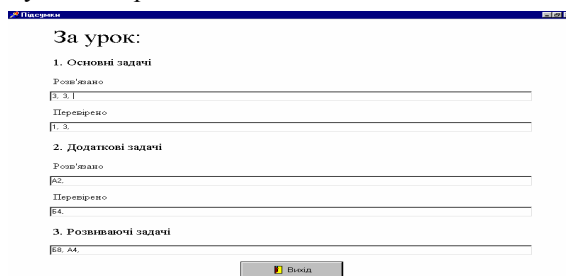 Підсумки
За урок:
1. Основні задачі
Розв'язано
3, 3,
Перевірено
1, 3,
2. Додаткові задачі
Розв'язано
А2,
Перевірено
Б4,
3. Розвиваючі задачі
Б8, А4,
Вихід